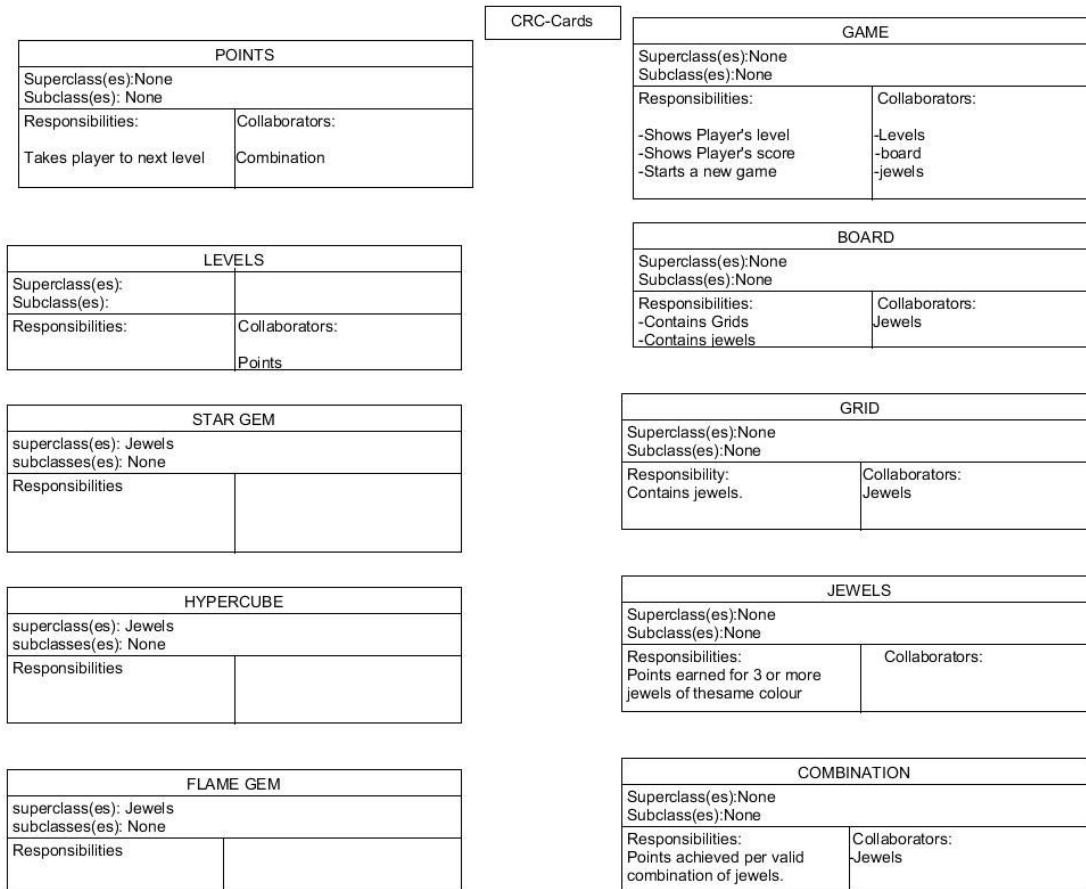 CRC-Cards
POINTS
Superclass(es):None
Subclass(es): None
Responsibilities:
Takes player to next level
Collaborators:
Combination
LEVELS
Superclass(es):
Subclass(es):
Responsibilities:
Collaborators:
Points
STAR GEM
superclass(es): Jewels
subclasses(es): None
Responsibilities
HYPERCUBE
superclass(es): Jewels
subclasses(es): None
Responsibilities
FLAME GEM
superclass(es): Jewels
subclasses(es): None
Responsibilities
GAME
Superclass(es):None
Subclass(es):None
Responsibilities:
-Shows Player's level
-Shows Player's score
-Starts a new game
Collaborators:
-Levels
-board
-jewels
BOARD
Superclass(es):None
Subclass(es):None
Responsibilities:
-Contains Grids
-Contains jewels
Collaborators:
Jewels
GRID
Superclass(es):None
Subclass(es):None
Responsibility:
Contains jewels.
Collaborators:
Jewels
JEWELS
Superclass(es):None
Subclass(es):None
Responsibilities:
Points earned for 3 or more
jewels of thesame colour
Collaborators:
COMBINATION
Superclass(es):None
Subclass(es):None
Responsibilities:
Points achieved per valid
combination of jewels.
Collaborators:
-Jewels